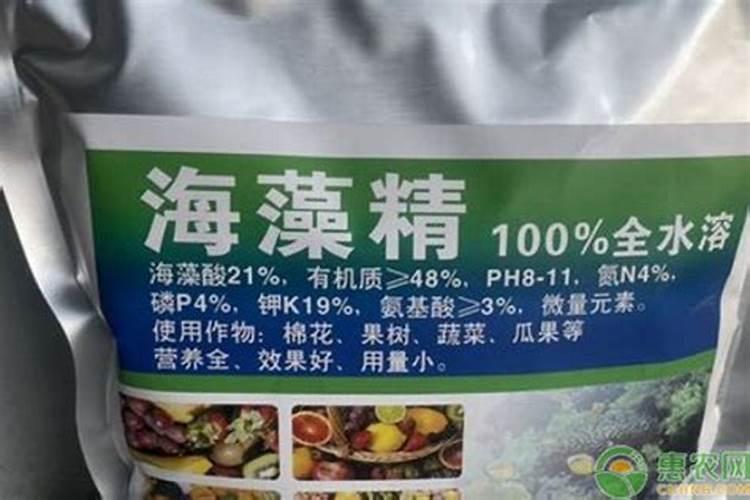 海藻精 100%全水溶
海藻酸21%，有机质≥48%，PH8-11，氮N4%，
磷P4%，钾K19%，氨基酸≥3%，微量元素。
使用作物：棉花、果树、蔬菜、瓜果等
营养全、效果好、用量小。
惠农网